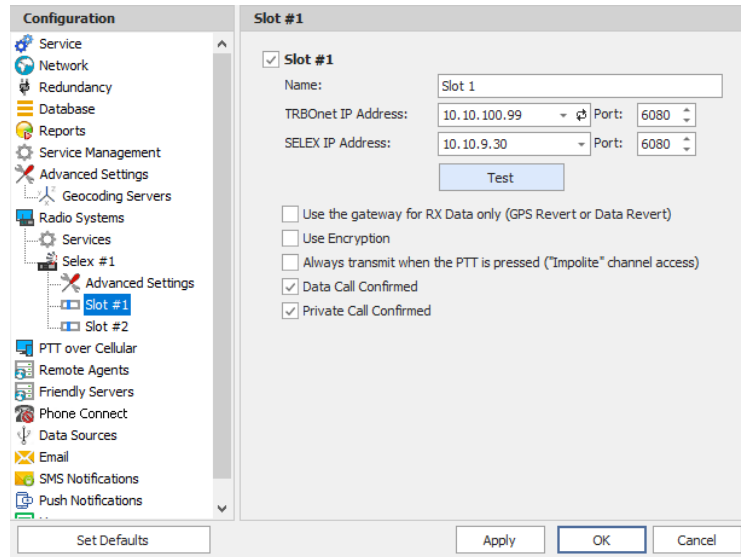 Configuration
Service
Network
Redundancy
Database
Reports
Service Management
Advanced Settings
Geocoding Servers
Radio Systems
Services
Selex #1
Advanced Settings
Slot #1
Slot #2
PTT over Cellular
Remote Agents
Friendly Servers
Phone Connect
Data Sources
Email
SMS Notifications
Push Notifications
Set Defaults
Slot #1
Slot #1
Name: Slot 1
TRBOnet IP Address: 10.10.100.99 Port: 6080
SELEX IP Address: 10.10.9.30 Port: 6080
Test
Use the gateway for RX Data only (GPS Revert or Data Revert)
Use Encryption
Always transmit when the PTT is pressed ("Impolite" channel access)
Data Call Confirmed
Private Call Confirmed
Apply OK Cancel